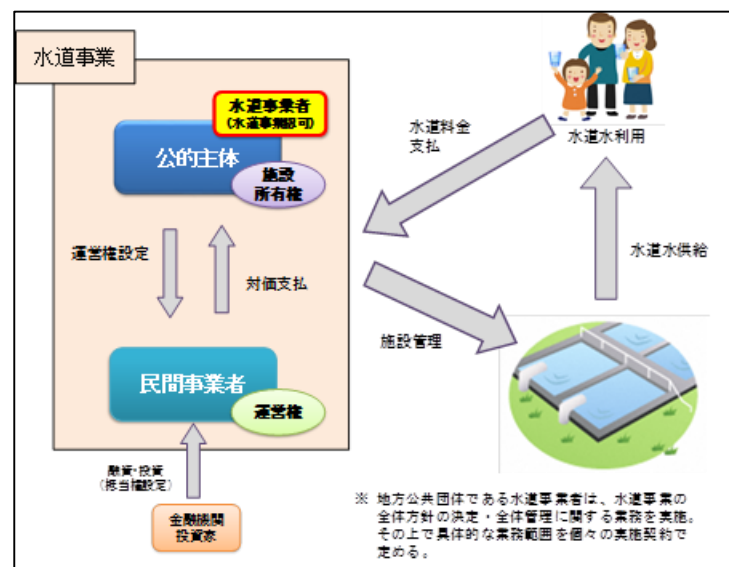 水道事業
水道事業者
(水道事業認可)
公的主体
施設
所有権
運営権設定
対価支払
民間事業者
運営権
融資・投資
(抵当権設定)
金融機関
投資家
水道料金
支払
水道水利用
水道水供給
施設管理
※ 地方公共団体である水道事業者は、水道事業の
全体方針の決定・全体管理に関する業務を実施。
その上で具体的な業務範囲を個々の実施契約で
定める。